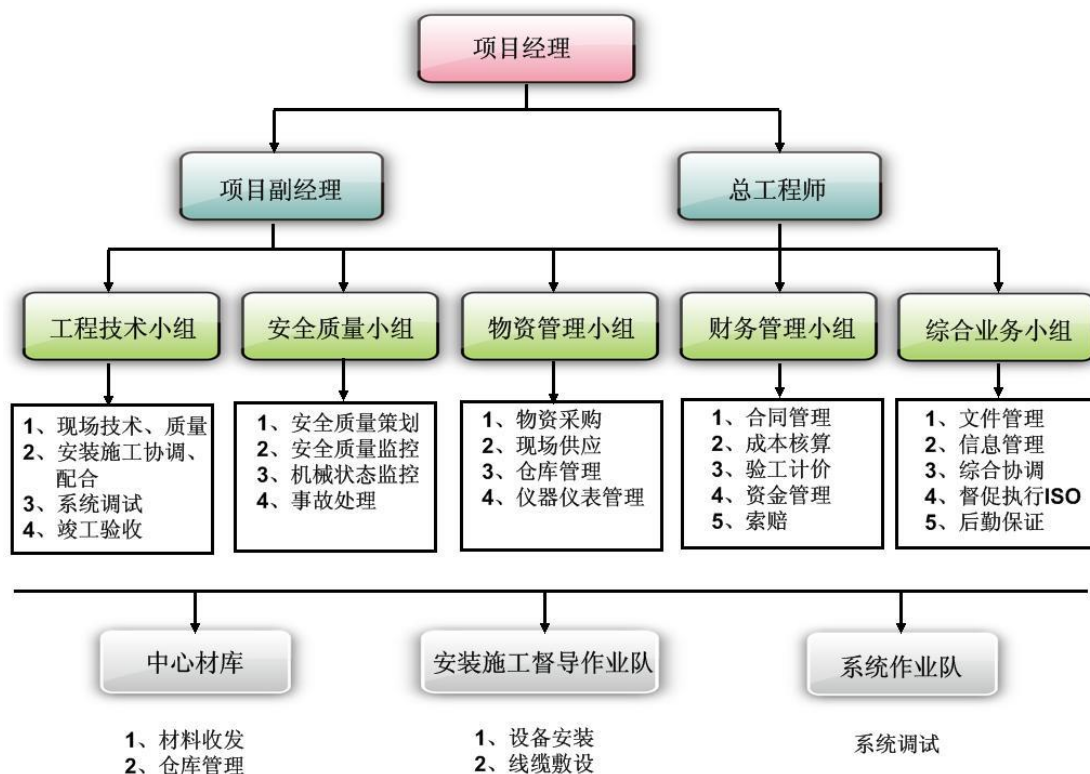 项目经理
项目副经理
总工程师
工程技术小组
安全质量小组
物资管理小组
财务管理小组
综合业务小组
1、现场技术、质量
2、安装施工协调、
配合
3、系统调试
4、竣工验收
1、安全质量策划
2、安全质量监控
3、机械状态监控
4、事故处理
1、物资采购
2、现场供应
3、仓库管理
4、仪器仪表管理
1、合同管理
2、成本核算
3、验工计价
4、资金管理
5、索赔
1、文件管理
2、信息管理
3、综合协调
4、督促执行ISO
5、后勤保证
中心材库
安装施工督导作业队
系统作业队
1、材料收发
2、仓库管理
1、设备安装
2、线缆敷设
系统调试